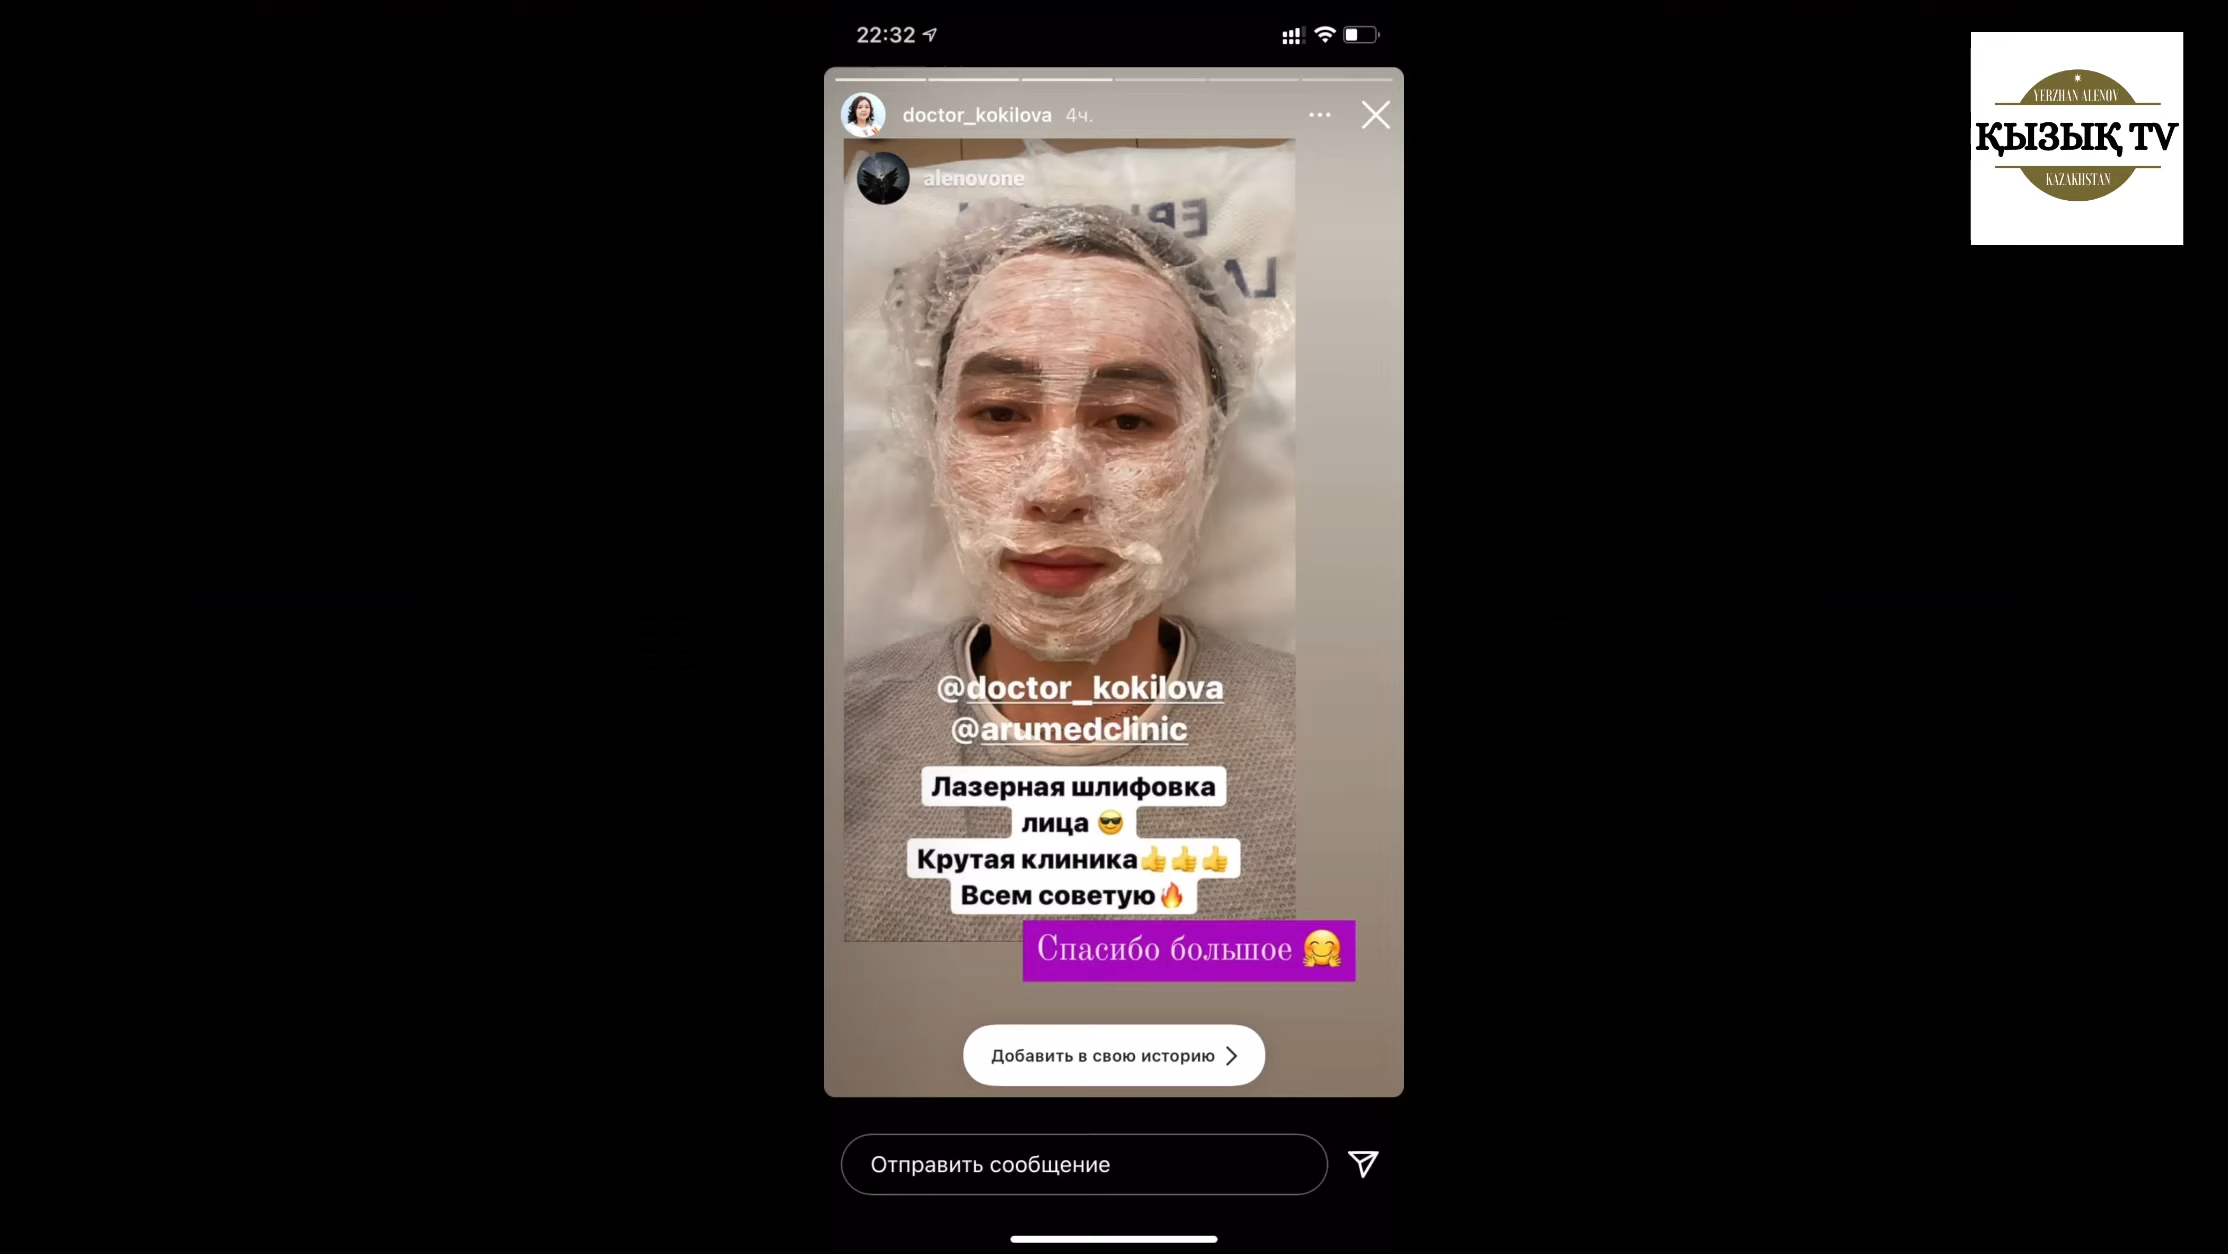 22:32
doctor_kokilova 4ч.
alenovone
@doctor_kokilova
@arumedclinic
Лазерная шлифовка
лица 😎
Крутая клиника👍👍👍
Всем советую🔥
Спасибо большое 🤗
Добавить в свою историю
Отправить сообщение
YERZHAN ALENOV
ҚЫЗЫҚ TV
KAZAKHSTAN